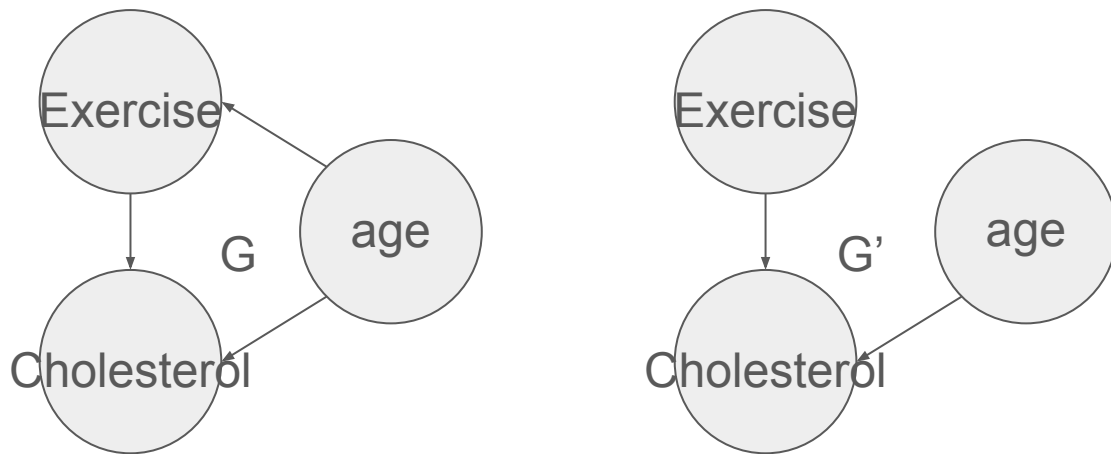 Exercise
age
G
Cholesterol
Exercise
age
G’
Cholesterol